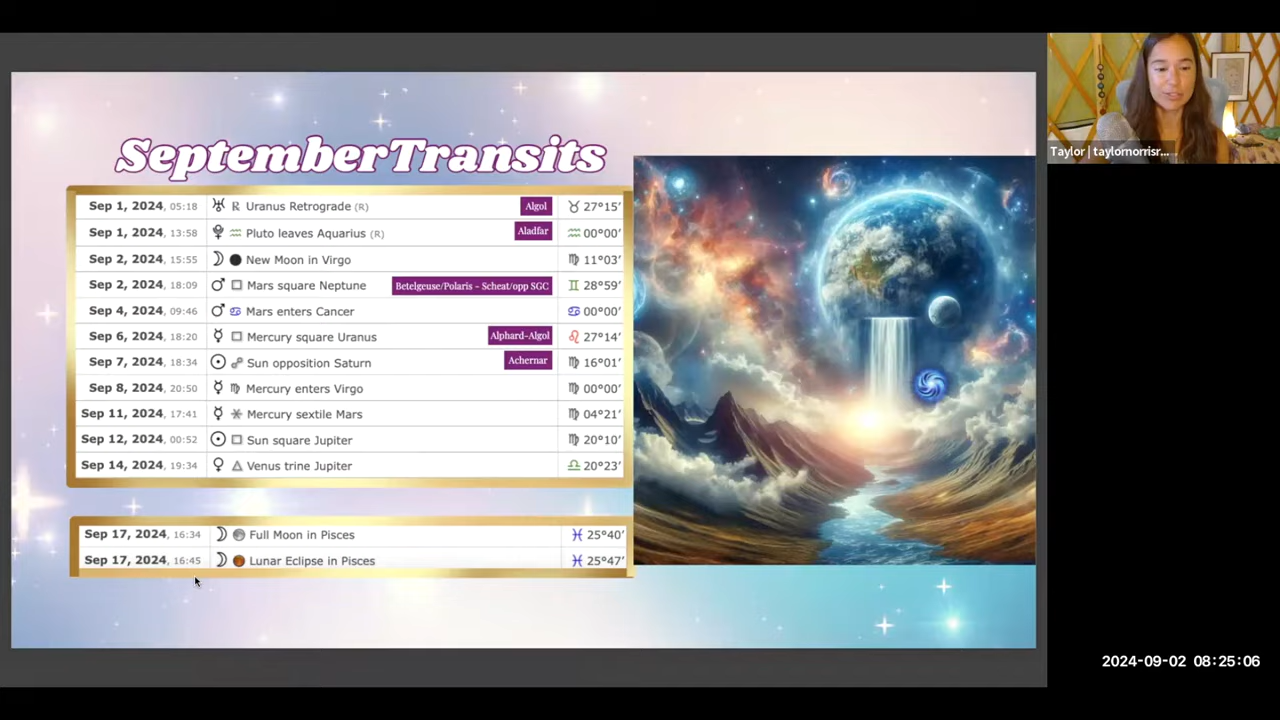 SeptemberTransits
Sep 1, 2024, 05:18 ♅ R Uranus Retrograde (R) Algol ♉ 27°15'
Sep 1, 2024, 13:58 ♒ Pluto leaves Aquarius (R) Aladfar ♒ 00°00'
Sep 2, 2024, 15:55 New Moon in Virgo ♍ 11°03'
Sep 2, 2024, 18:09 ♂ □ Mars square Neptune Betelgeuse/Polaris - Scheat/opp SGC ♊ 28°59'
Sep 4, 2024, 09:46 ♂ ♋ Mars enters Cancer ♋ 00°00'
Sep 6, 2024, 18:20 ☿ □ Mercury square Uranus Alphard-Algol ♌ 27°14'
Sep 7, 2024, 18:34 ☉ ☍ Sun opposition Saturn Achernar ♍ 16°01'
Sep 8, 2024, 20:50 ☿ ♍ Mercury enters Virgo ♍ 00°00'
Sep 11, 2024, 17:41 ☿ ⚹ Mercury sextile Mars ♍ 04°21'
Sep 12, 2024, 00:52 ☉ □ Sun square Jupiter ♍ 20°10'
Sep 14, 2024, 19:34 ♀ △ Venus trine Jupiter ♎ 20°23'
Sep 17, 2024, 16:34 Full Moon in Pisces ♓ 25°40'
Sep 17, 2024, 16:45 Lunar Eclipse in Pisces ♓ 25°47'
Taylor | taylormorrisr...
2024-09-02 08:25:06